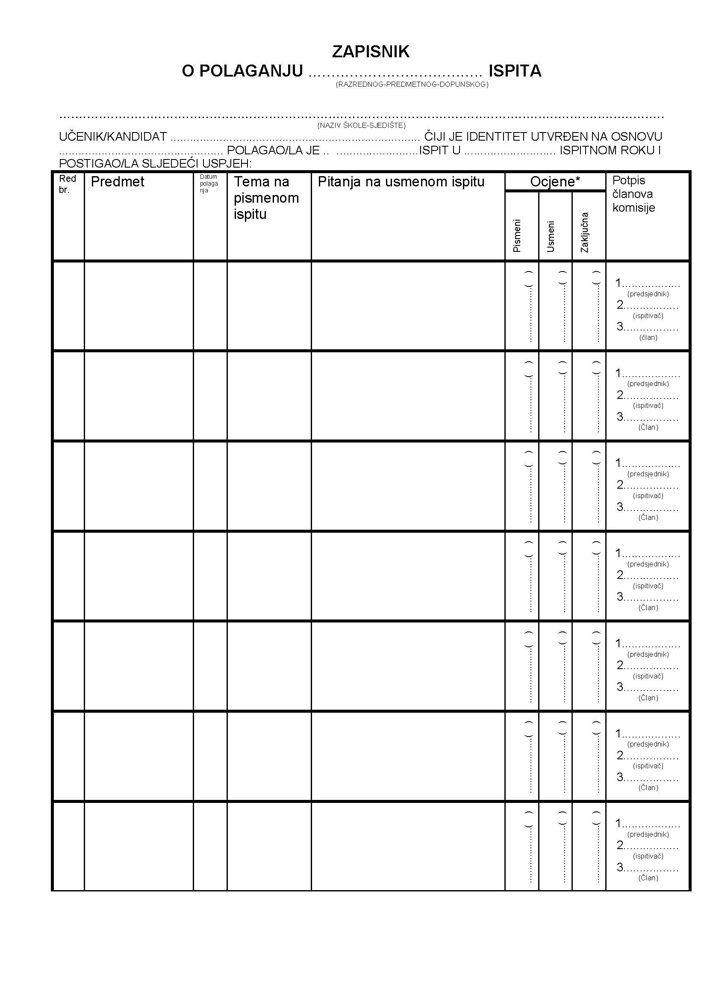 ZAPISNIK
O POLAGANJU ...................................... ISPITA
(RAZREDNOG-PREDMETNOG-DOPUNSKOG)
..........................................................................................................................................................
(NAZIV ŠKOLE-SJEDIŠTE)
UČENIK/KANDIDAT ............................................................................ ČIJI JE IDENTITET UTVRĐEN NA OSNOVU
.................................................. POLAGAO/LA JE .. .........................ISPIT U ............................ ISPITNOM ROKU I
POSTIGAO/LA SLJEDEĆI USPJEH:
Red br.
Predmet
Datum
polaga
nja
Tema na
pismenom
ispitu
Pitanja na usmenom ispitu
Ocjene*
Pismeni
Usmeni
Zaključna
Potpis
članova
komisije
( ).................. ( )................... ( )...................
1..................
(predsjednik)
2.................
(ispitivač)
3.................
(član)
( ).................. ( )................... ( )...................
1..................
(predsjednik)
2.................
(ispitivač)
3.................
(Član)
( ).................. ( )................... ( )...................
1..................
(predsjednik)
2.................
(ispitivač)
3.................
(Član)
( ).................. ( )................... ( )...................
1..................
(predsjednik)
2.................
(ispitivač)
3.................
(Član)
( ).................. ( )................... ( )...................
1..................
(predsjednik)
2.................
(ispitivač)
3.................
(Član)
( ).................. ( )................... ( )...................
1..................
(predsjednik)
2.................
(ispitivač)
3.................
(Član)
( ).................. ( )................... ( )...................
1..................
(predsjednik)
2.................
(ispitivač)
3.................
(Član)